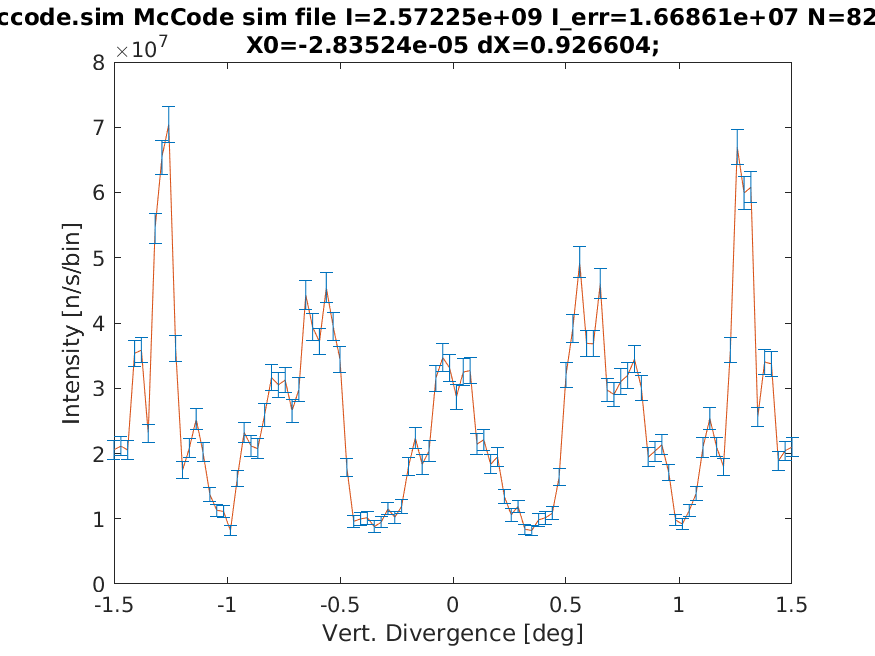 ccode.sim McCode sim file I=2.57225e+09 I_err=1.66861e+07 N=82
X0=-2.83524e-05 dX=0.926604;
×10⁷
8
7
6
5
4
3
2
1
0
Intensity [n/s/bin]
-1.5 -1 -0.5 0 0.5 1 1.5
Vert. Divergence [deg]